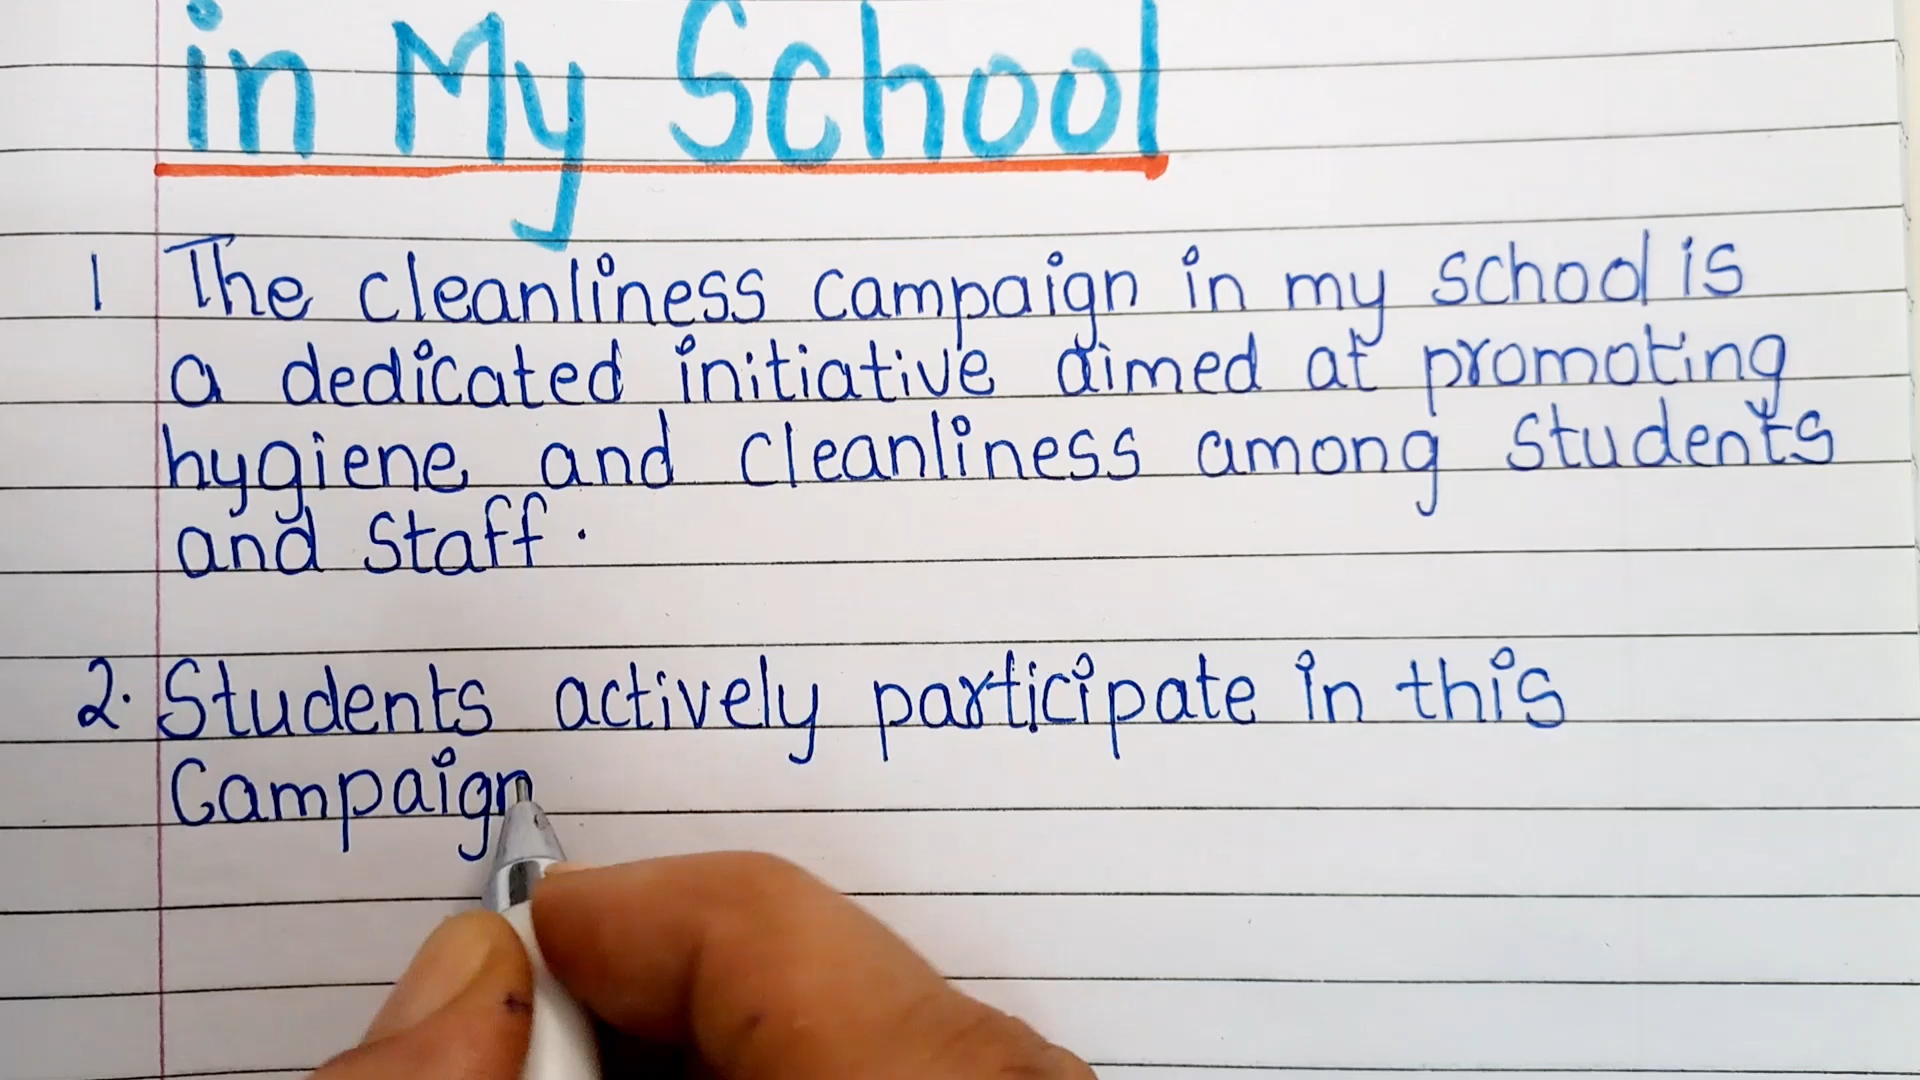 in My School
1 The cleanliness campaign in my school is
a dedicated initiative aimed at promoting
hygiene and cleanliness among students
and staff.
2. Students actively participate in this
Campaign